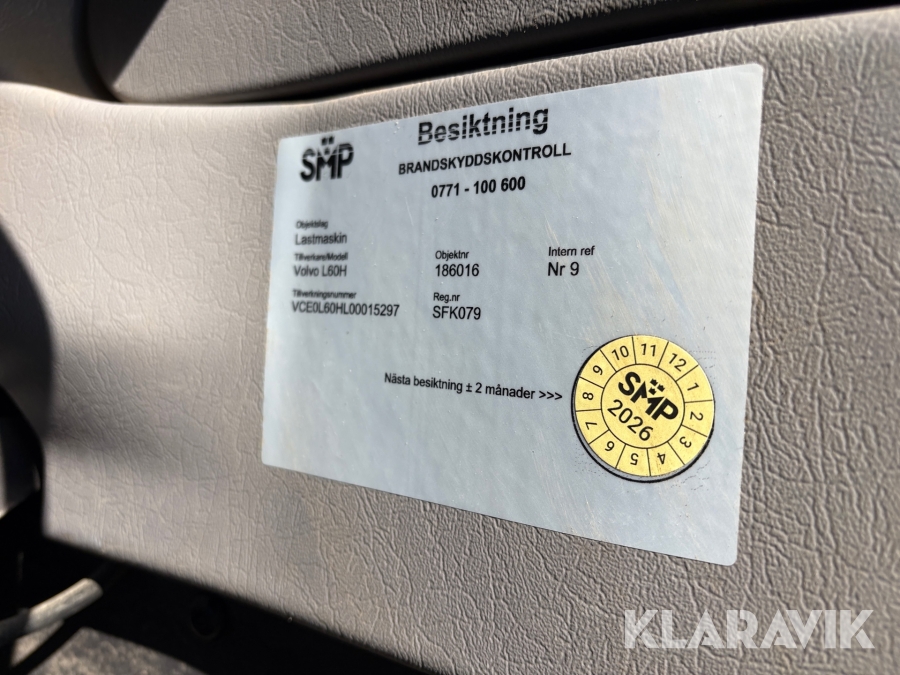 SMP
Besiktning
BRANDSKYDDSKONTROLL
0771 - 100 600
Objektslag
Lastmaskin
Tillverkare/Modell
Volvo L60H
Objektnr
186016
Intern ref
Nr 9
Tillverkningsnummer
VCE0L60HL00015297
Reg.nr
SFK079
Nästa besiktning ± 2 månader >>>
1 2 3 4 5 6 7 8 9 10 11 12
SMP
2026
KLARAVIK